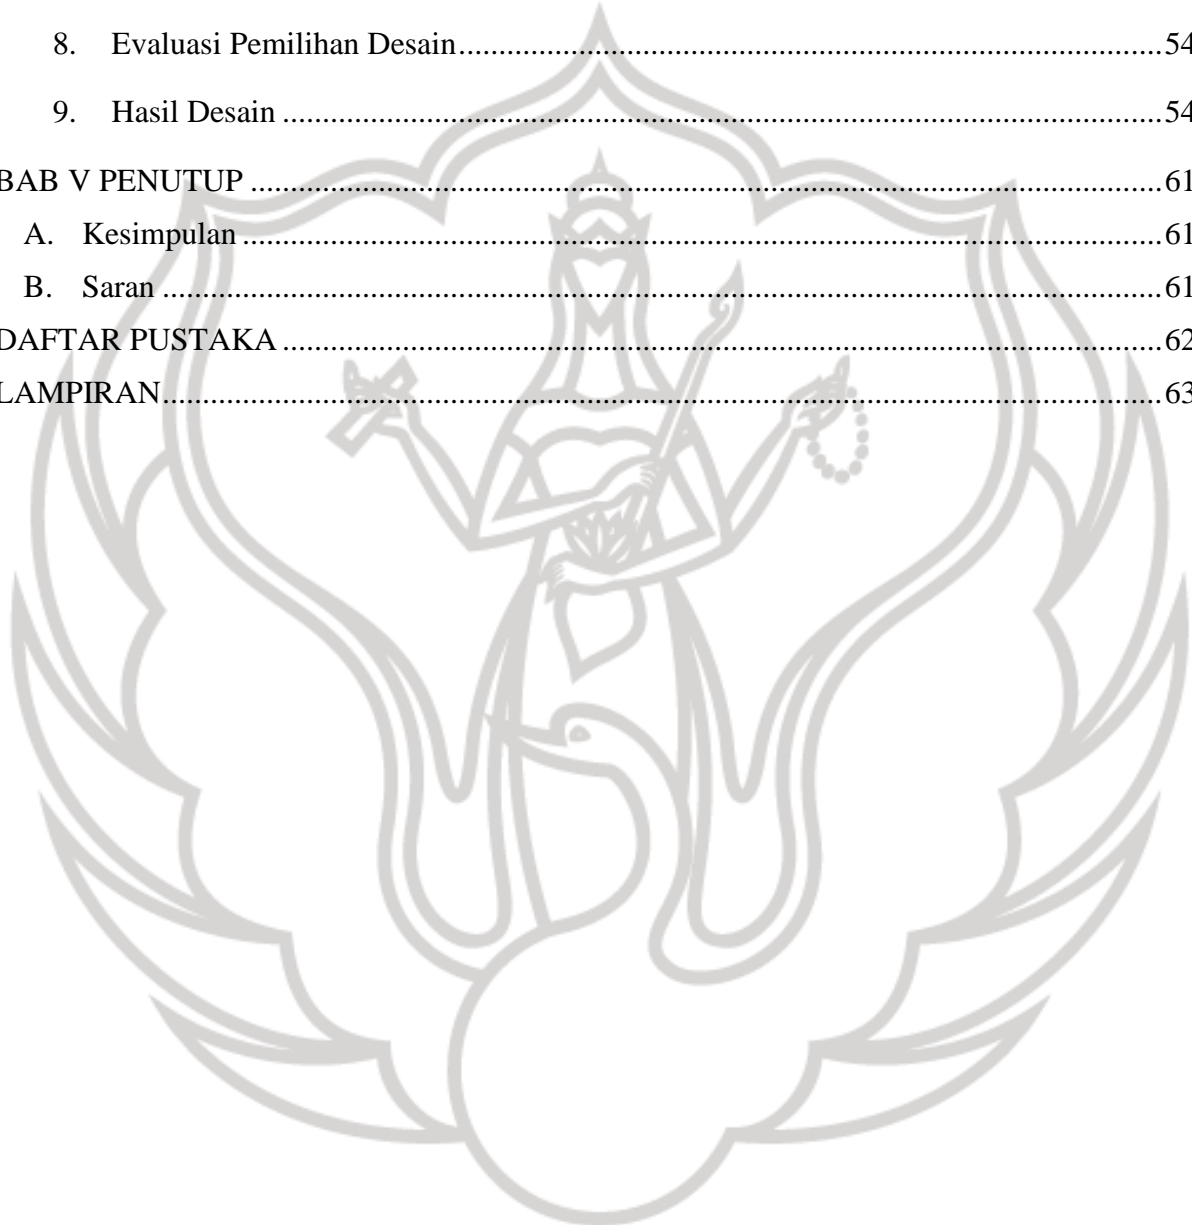 8. Evaluasi Pemilihan Desain.......................................................................................54
9. Hasil Desain .............................................................................................................54
BAB V PENUTUP .................................................................................................................61
A. Kesimpulan ..................................................................................................................61
B. Saran ............................................................................................................................61
DAFTAR PUSTAKA .............................................................................................................62
LAMPIRAN............................................................................................................................63